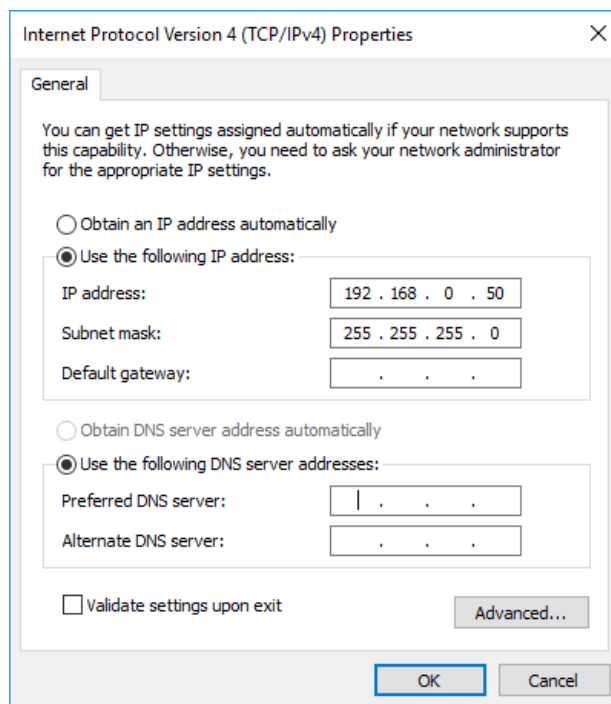 Internet Protocol Version 4 (TCP/IPv4) Properties
General
You can get IP settings assigned automatically if your network supports
this capability. Otherwise, you need to ask your network administrator
for the appropriate IP settings.
Obtain an IP address automatically
Use the following IP address:
IP address: 192 . 168 . 0 . 50
Subnet mask: 255 . 255 . 255 . 0
Default gateway: . . .
Obtain DNS server address automatically
Use the following DNS server addresses:
Preferred DNS server: . . .
Alternate DNS server: . . .
Validate settings upon exit
Advanced...
OK Cancel